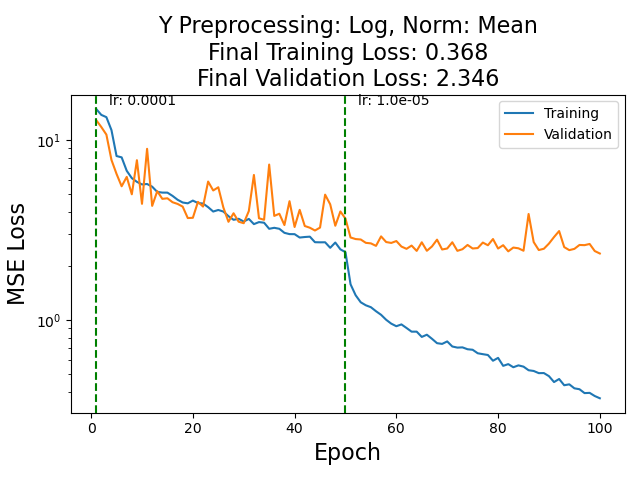 Y Preprocessing: Log, Norm: Mean
Final Training Loss: 0.368
Final Validation Loss: 2.346
lr: 0.0001
lr: 1.0e-05
Training
Validation
10¹
10⁰
MSE Loss
0
20
40
60
80
100
Epoch